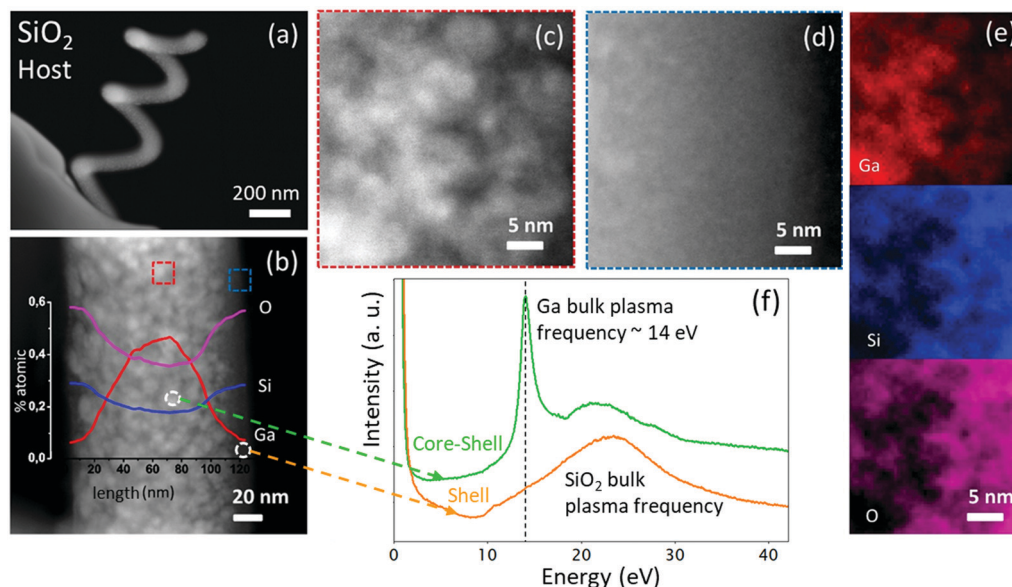 SiO2
Host
(a)
200 nm
(b)
O
0,6
0,4
% atomic
Si
0,2
Ga
0,0
20 40 60 80 100 120
length (nm)
20 nm
(c)
5 nm
(d)
5 nm
(e)
Ga
Si
O
5 nm
(f)
Ga bulk plasma
frequency ~ 14 eV
Intensity (a. u.)
Core-Shell
Shell
SiO2 bulk
plasma frequency
0 10 20 30 40
Energy (eV)